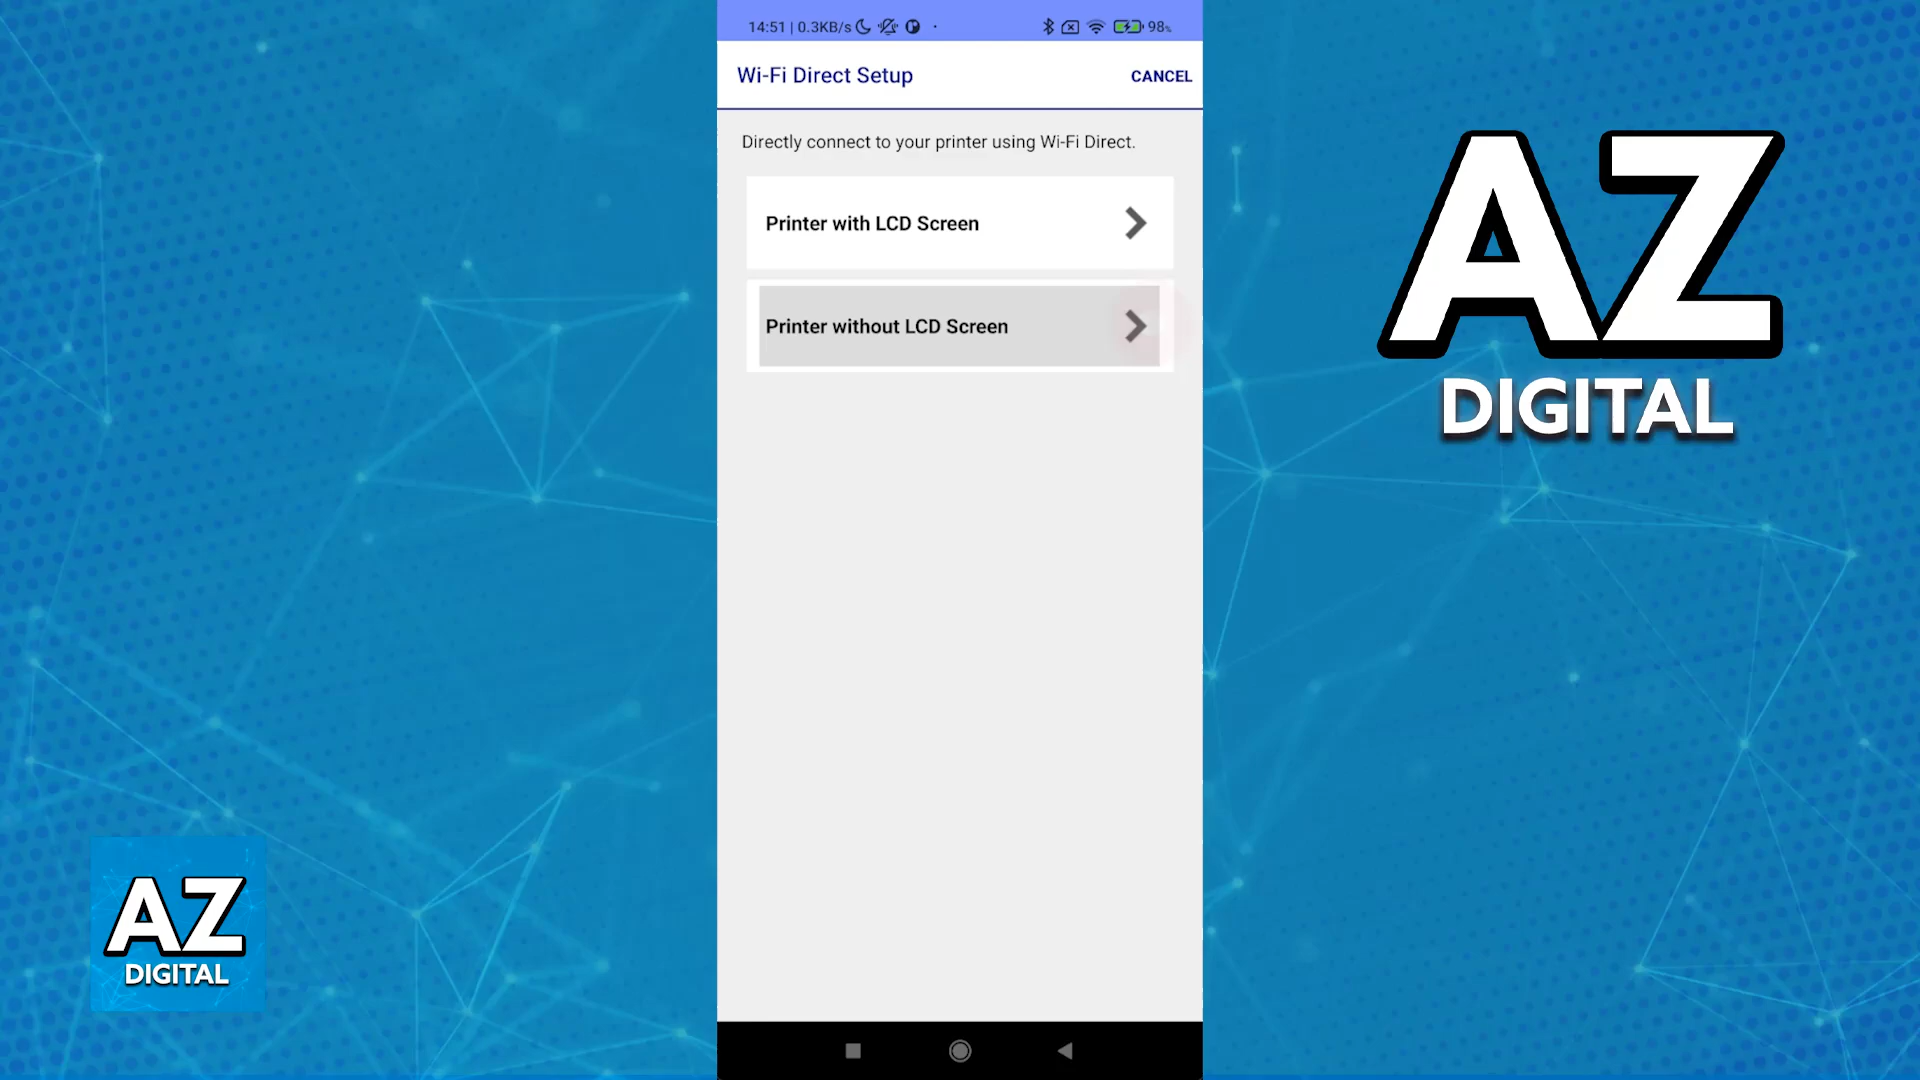 14:51 | 0.3KB/s
98%
Wi-Fi Direct Setup
CANCEL
Directly connect to your printer using Wi-Fi Direct.
Printer with LCD Screen
Printer without LCD Screen
AZ
DIGITAL
AZ
DIGITAL